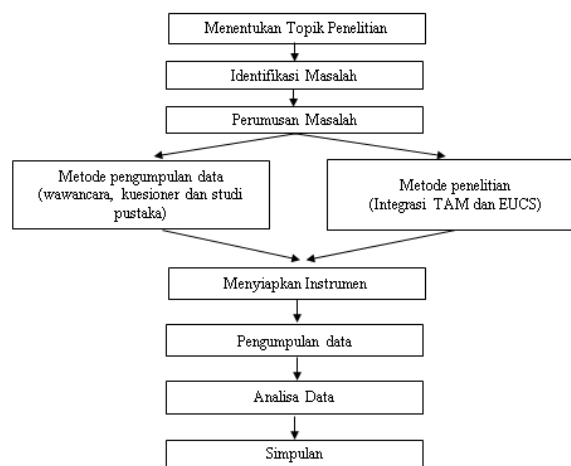 Menentukan Topik Penelitian
Identifikasi Masalah
Perumusan Masalah
Metode pengumpulan data
(wawancara, kuesioner dan studi
pustaka)
Metode penelitian
(Integrasi TAM dan EUCS)
Menyiapkan Instrumen
Pengumpulan data
Analisa Data
Simpulan